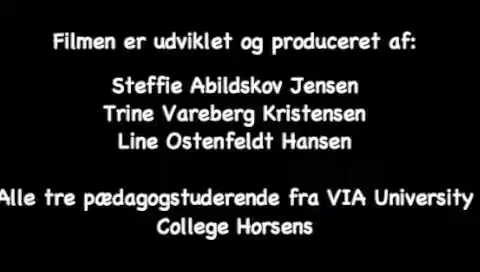 Filmen er udviklet og produceret af:
Steffie Abildskov Jensen
Trine Vareberg Kristensen
Line Ostenfeldt Hansen
Alle tre pædagogstuderende fra VIA University
College Horsens